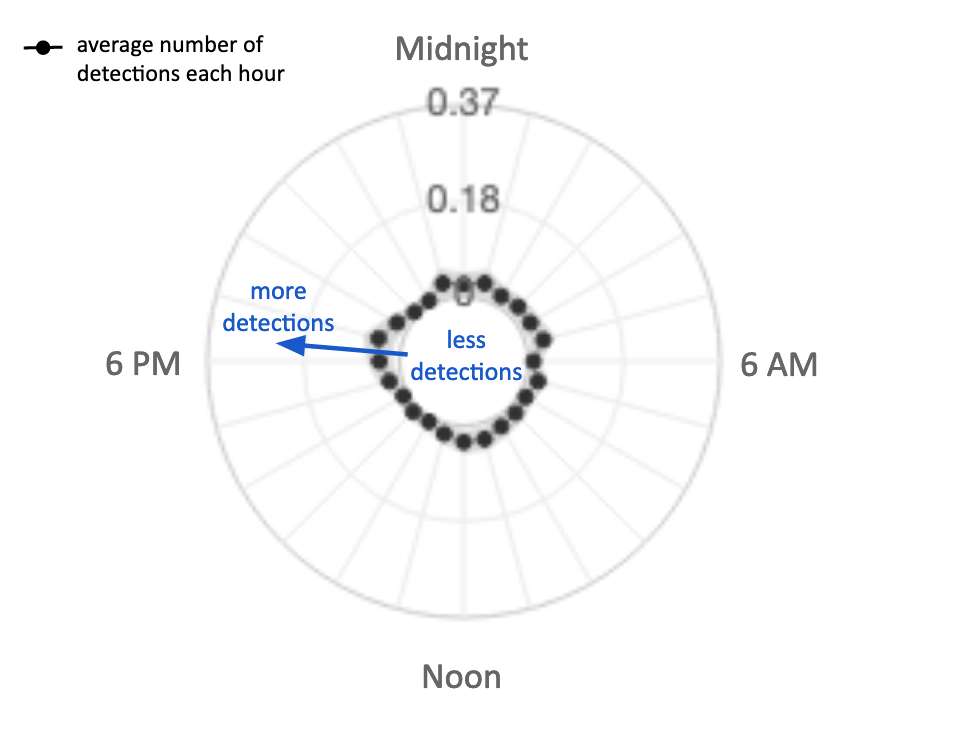 average number of
detections each hour
Midnight
0.37
0.18
0
more
detections
less
detections
6 PM
6 AM
Noon